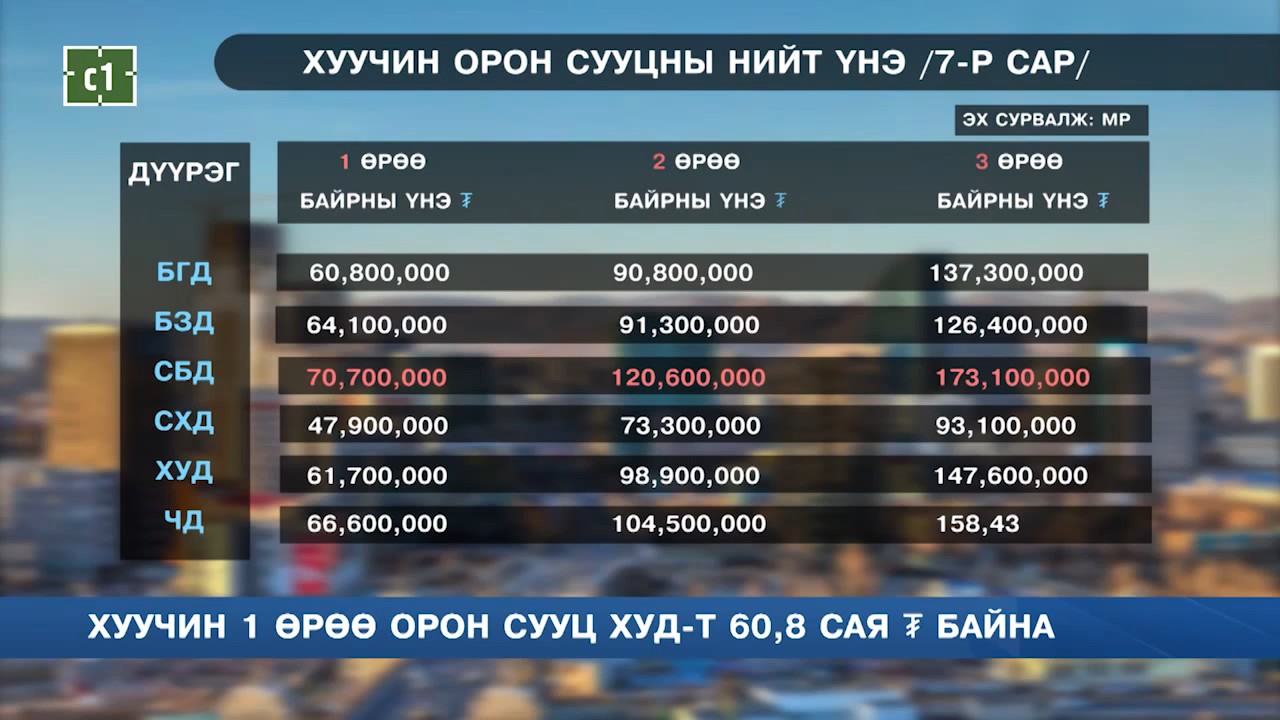 c1
ХУУЧИН ОРОН СУУЦНЫ НИЙТ ҮНЭ /7-Р САР/
ЭХ СУРВАЛЖ: МР
ДҮҮРЭГ
1 ӨРӨӨ 2 ӨРӨӨ 3 ӨРӨӨ
БАЙРНЫ ҮНЭ ₮ БАЙРНЫ ҮНЭ ₮ БАЙРНЫ ҮНЭ ₮
БГД 60,800,000 90,800,000 137,300,000
БЗД 64,100,000 91,300,000 126,400,000
СБД 70,700,000 120,600,000 173,100,000
СХД 47,900,000 73,300,000 93,100,000
ХУД 61,700,000 98,900,000 147,600,000
ЧД 66,600,000 104,500,000 158,43
ХУУЧИН 1 ӨРӨӨ ОРОН СУУЦ ХУД-Т 60,8 САЯ ₮ БАЙНА